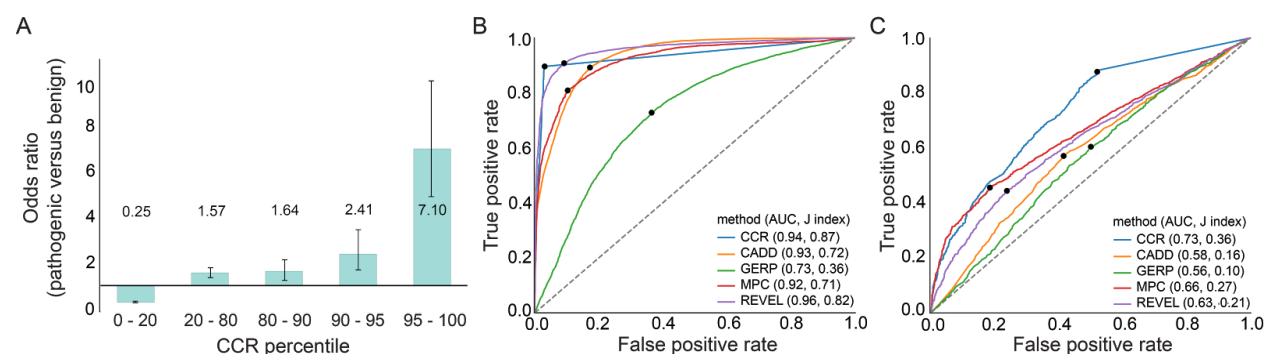 A
Odds ratio
(pathogenic versus benign)
10
8
6
4
2
0
0.25
1.57
1.64
2.41
7.10
0 - 20
20 - 80
80 - 90
90 - 95
95 - 100
CCR percentile
B
True positive rate
1.0
0.8
0.6
0.4
0.2
0.0
0.0
0.2
0.4
0.6
0.8
1.0
False positive rate
method (AUC, J index)
CCR (0.94, 0.87)
CADD (0.93, 0.72)
GERP (0.73, 0.36)
MPC (0.92, 0.71)
REVEL (0.96, 0.82)
C
True positive rate
1.0
0.8
0.6
0.4
0.2
0.0
0.0
0.2
0.4
0.6
0.8
1.0
False positive rate
method (AUC, J index)
CCR (0.73, 0.36)
CADD (0.58, 0.16)
GERP (0.56, 0.10)
MPC (0.66, 0.27)
REVEL (0.63, 0.21)